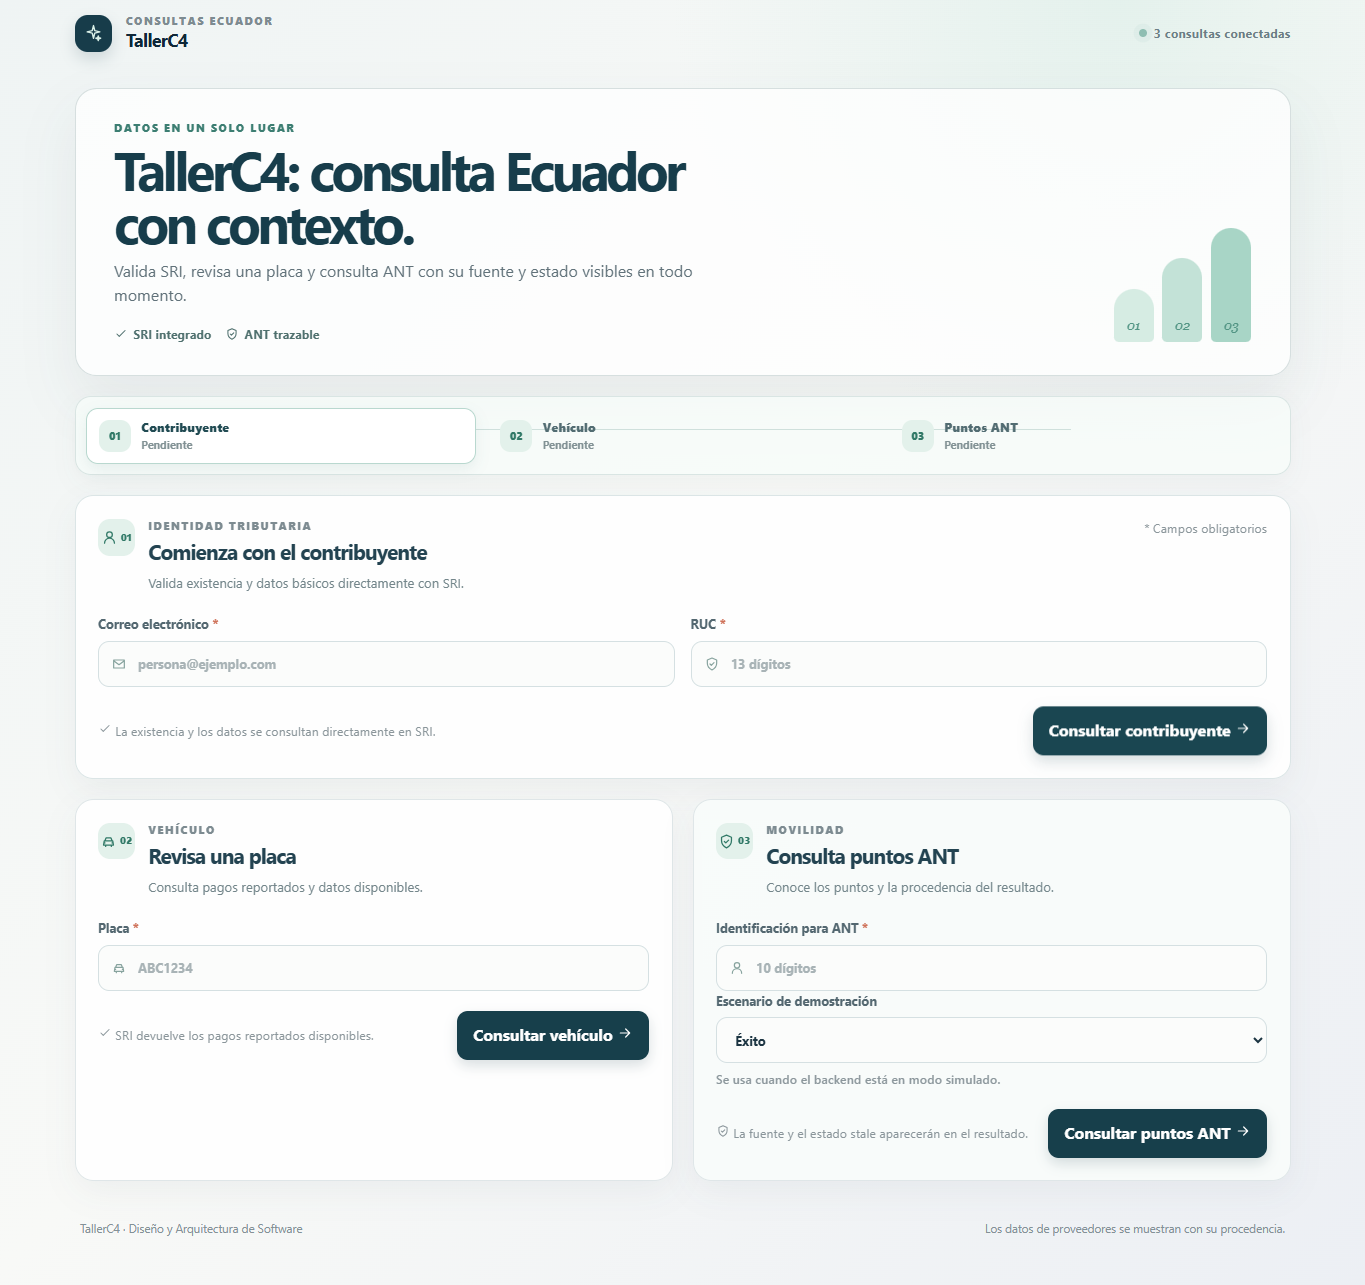 CONSULTAS ECUADOR
TallerC4
3 consultas conectadas
DATOS EN UN SOLO LUGAR
TallerC4: consulta Ecuador
con contexto.
Valida SRI, revisa una placa y consulta ANT con su fuente y estado visibles en todo
momento.
SRI integrado
ANT trazable
01
02
03
01
Contribuyente
Pendiente
02
Vehículo
Pendiente
03
Puntos ANT
Pendiente
01
IDENTIDAD TRIBUTARIA
Comienza con el contribuyente
Valida existencia y datos básicos directamente con SRI.
* Campos obligatorios
Correo electrónico *
persona@ejemplo.com
RUC *
13 dígitos
La existencia y los datos se consultan directamente en SRI.
Consultar contribuyente →
02
VEHÍCULO
Revisa una placa
Consulta pagos reportados y datos disponibles.
Placa *
ABC1234
SRI devuelve los pagos reportados disponibles.
Consultar vehículo →
03
MOVILIDAD
Consulta puntos ANT
Conoce los puntos y la procedencia del resultado.
Identificación para ANT *
10 dígitos
Escenario de demostración
Éxito
Se usa cuando el backend está en modo simulado.
La fuente y el estado stale aparecerán en el resultado.
Consultar puntos ANT →
TallerC4 · Diseño y Arquitectura de Software
Los datos de proveedores se muestran con su procedencia.